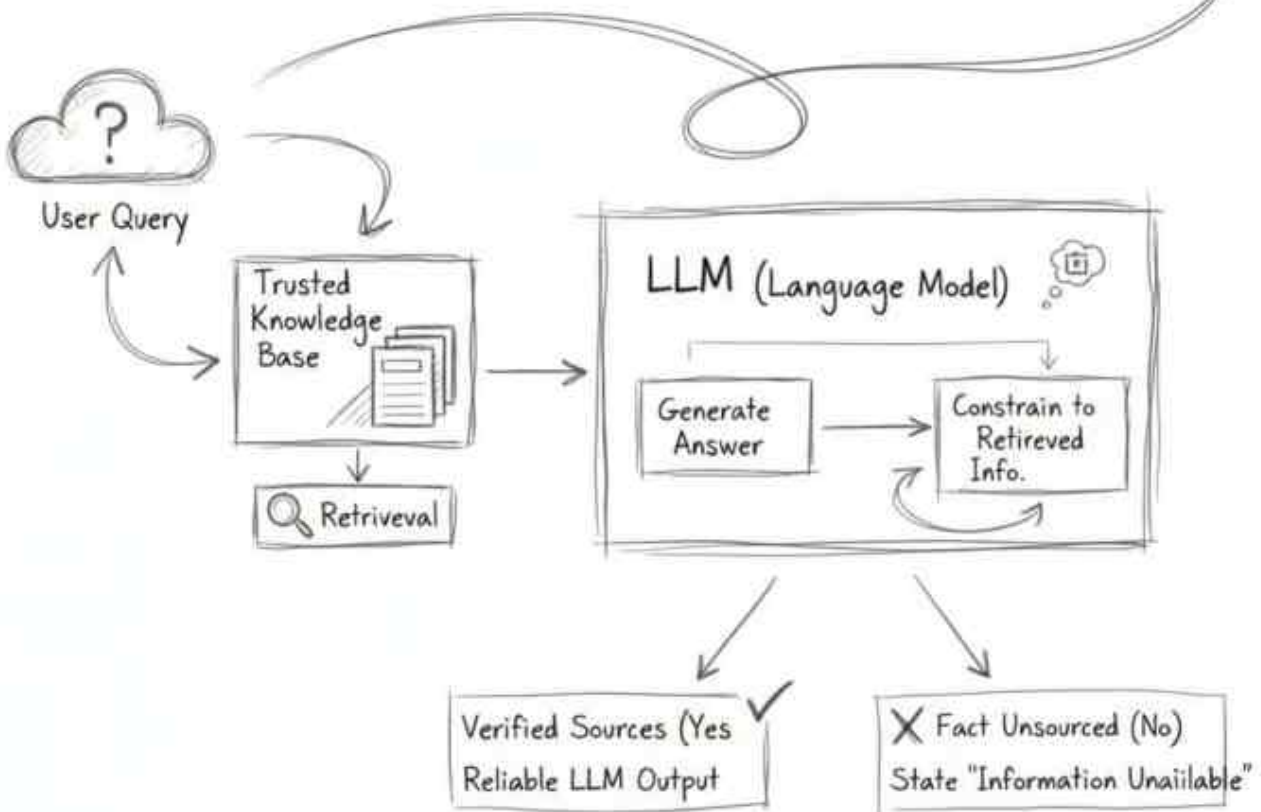 ?
User Query
Trusted
Knowledge
Base
Retriveval
LLM (Language Model)
Generate
Answer
Constrain to
Retireved
Info.
Verified Sources (Yes
Reliable LLM Output
Fact Unsourced (No)
State "Information Unaiilable"